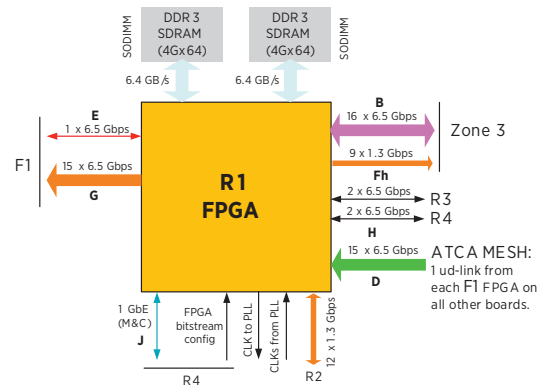 SODIMM
DDR 3
SDRAM
(4Gx64)
DDR 3
SDRAM
(4Gx64)
SODIMM
6.4 GB/s
6.4 GB/s
E
1 x 6.5 Gbps
F1
15 x 6.5 Gbps
G
R1
FPGA
B
16 x 6.5 Gbps
Zone 3
9 x 1.3 Gbps
Fh
2 x 6.5 Gbps
R3
2 x 6.5 Gbps
R4
H
15 x 6.5 Gbps
D
ATCA MESH:
1 ud-link from
each F1 FPGA on
all other boards.
1 GbE
(M&C)
J
FPGA
bitstream
config
CLK to PLL
CLKs from PLL
12 x 1.3 Gbps
R4
R2